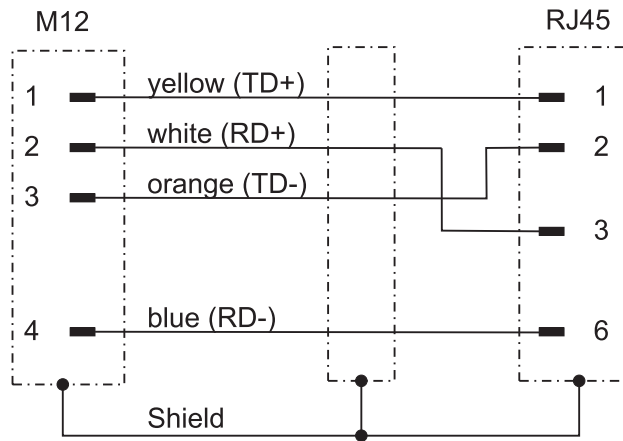 M12 RJ45
1 yellow (TD+) 1
2 white (RD+) 2
3 orange (TD-)
3
4 blue (RD-) 6
Shield